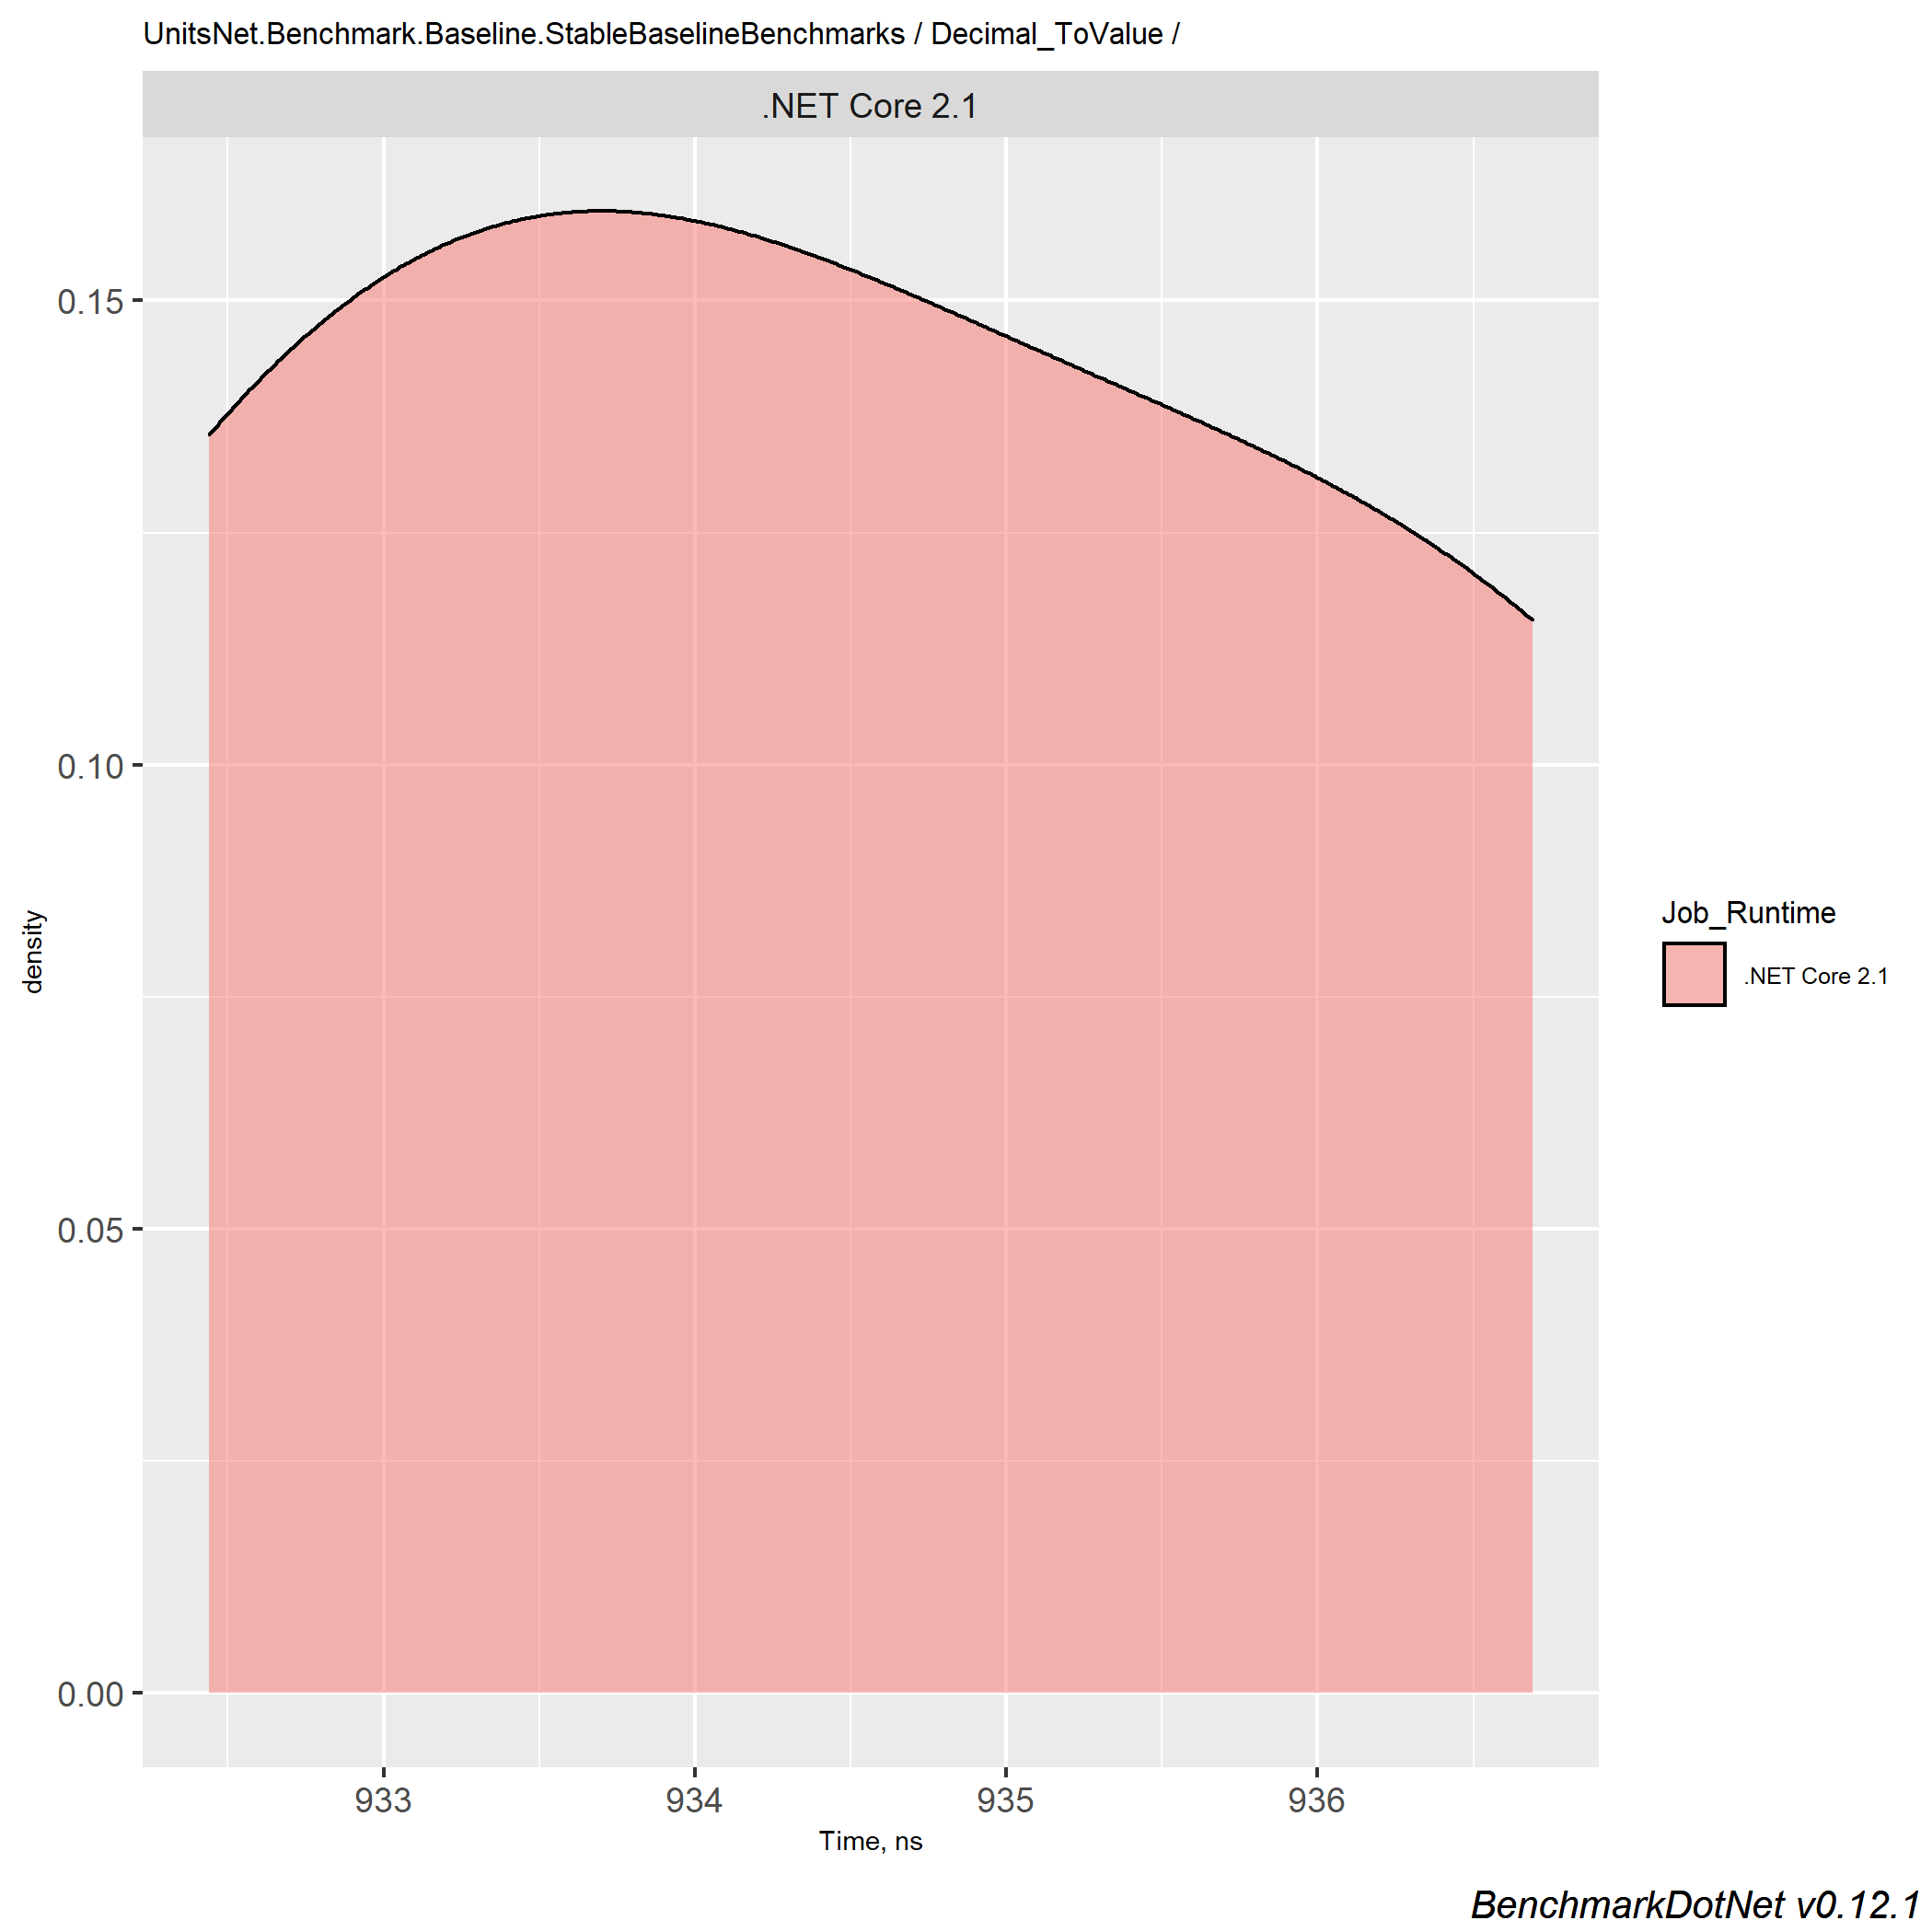 UnitsNet.Benchmark.Baseline.StableBaselineBenchmarks / Decimal_ToValue /
.NET Core 2.1
0.15
0.10
0.05
0.00
density
933 934 935 936
Time, ns
Job_Runtime
.NET Core 2.1
BenchmarkDotNet v0.12.1